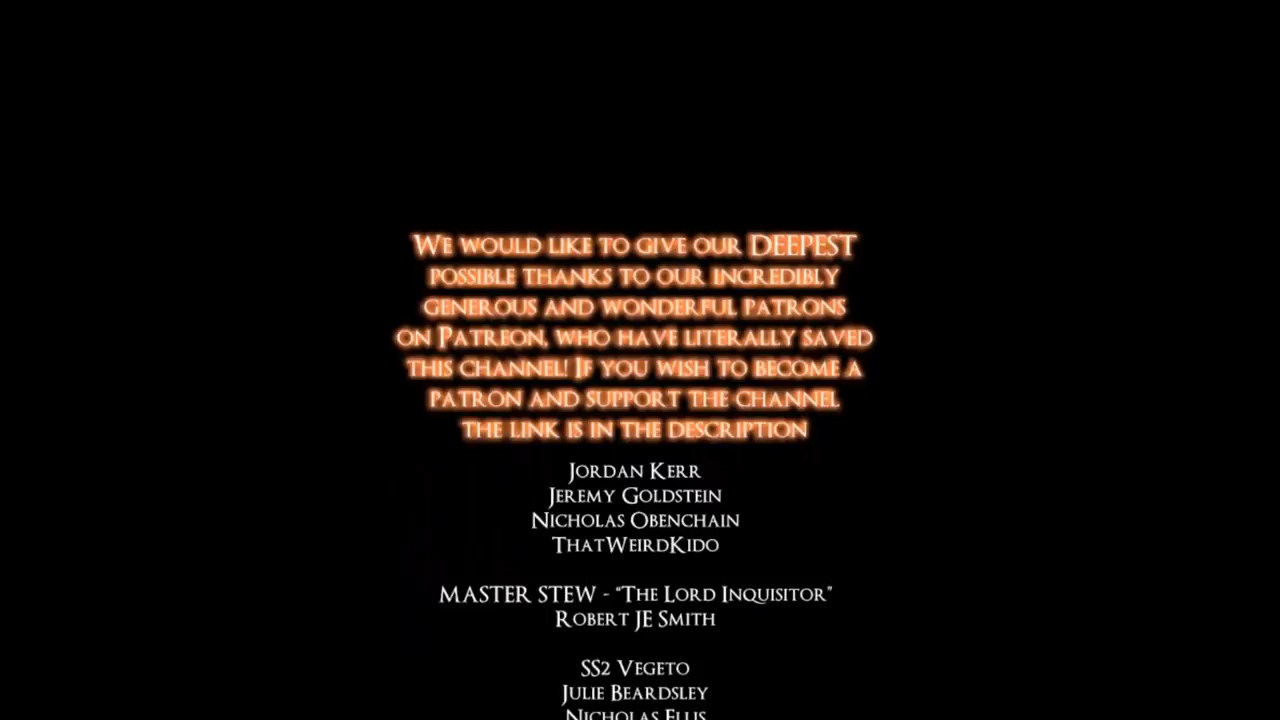 We would like to give our DEEPEST
possible thanks to our incredibly
generous and wonderful patrons
on Patreon, who have literally saved
this channel! If you wish to become a
patron and support the channel
the link is in the description
Jordan Kerr
Jeremy Goldstein
Nicholas Obenchain
ThatWeirdKido
MASTER STEW - "The Lord Inquisitor"
Robert JE Smith
SS2 Vegeto
Julie Beardsley
Nicholas Ellis